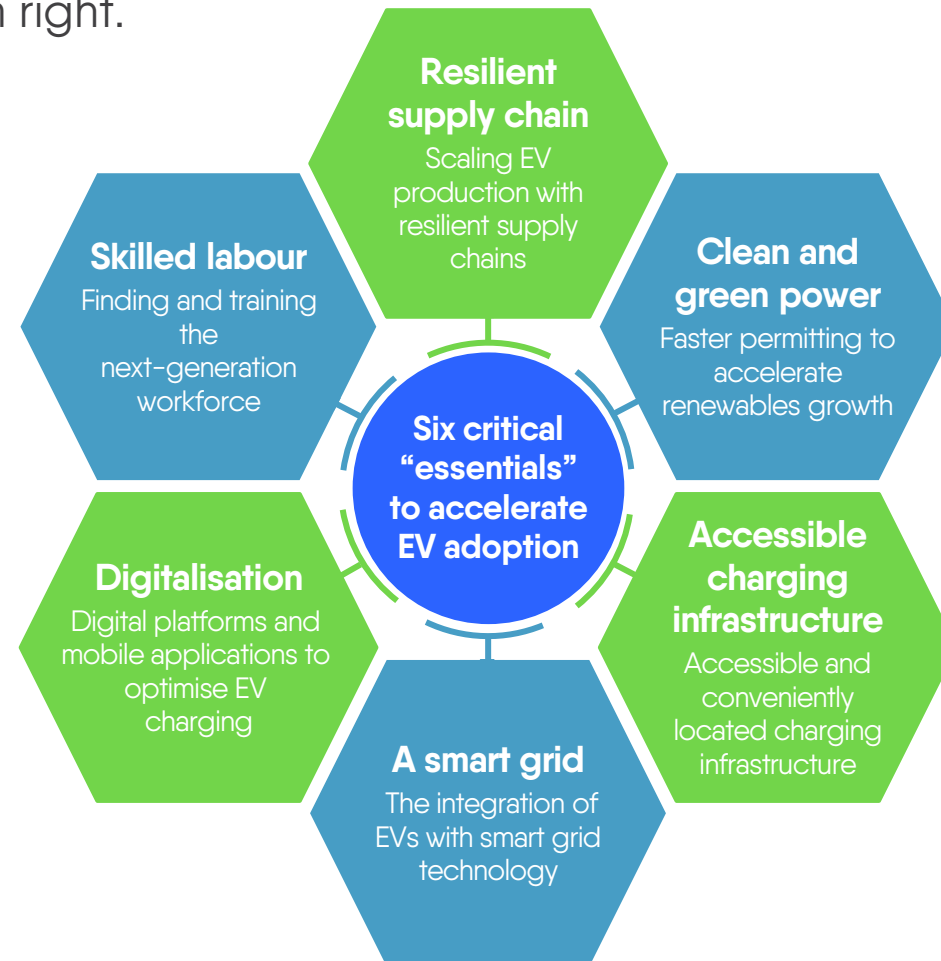 n right.
Resilient
supply chain
Scaling EV
production with
resilient supply
chains
Clean and
green power
Faster permitting to
accelerate
renewables growth
Accessible
charging
infrastructure
Accessible and
conveniently
located charging
infrastructure
A smart grid
The integration of
EVs with smart grid
technology
Digitalisation
Digital platforms and
mobile applications to
optimise EV
charging
Skilled labour
Finding and training
the
next-generation
workforce
Six critical
“essentials”
to accelerate
EV adoption